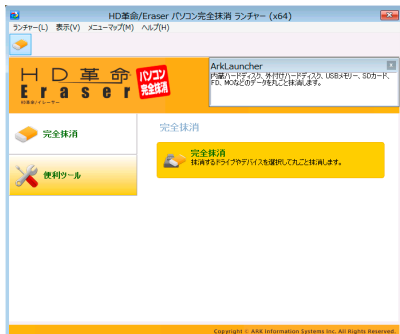 HD革命/Eraser パソコン完全抹消 ランチャー (x64)
ランチャー(L) 表示(V) メニューマップ(M) ヘルプ(H)
HD革命
Eraser
HD革命/イレーサー
パソコン
完全抹消
ArkLauncher
内蔵ハードディスク、外付けハードディスク、USBメモリー、SDカード、
FD、MOなどのデータを丸ごと抹消します。
完全抹消
便利ツール
完全抹消
完全抹消
抹消するドライブやデバイスを選択して丸ごと抹消します。
Copyright © ARK Information Systems Inc. All Rights Reserved.